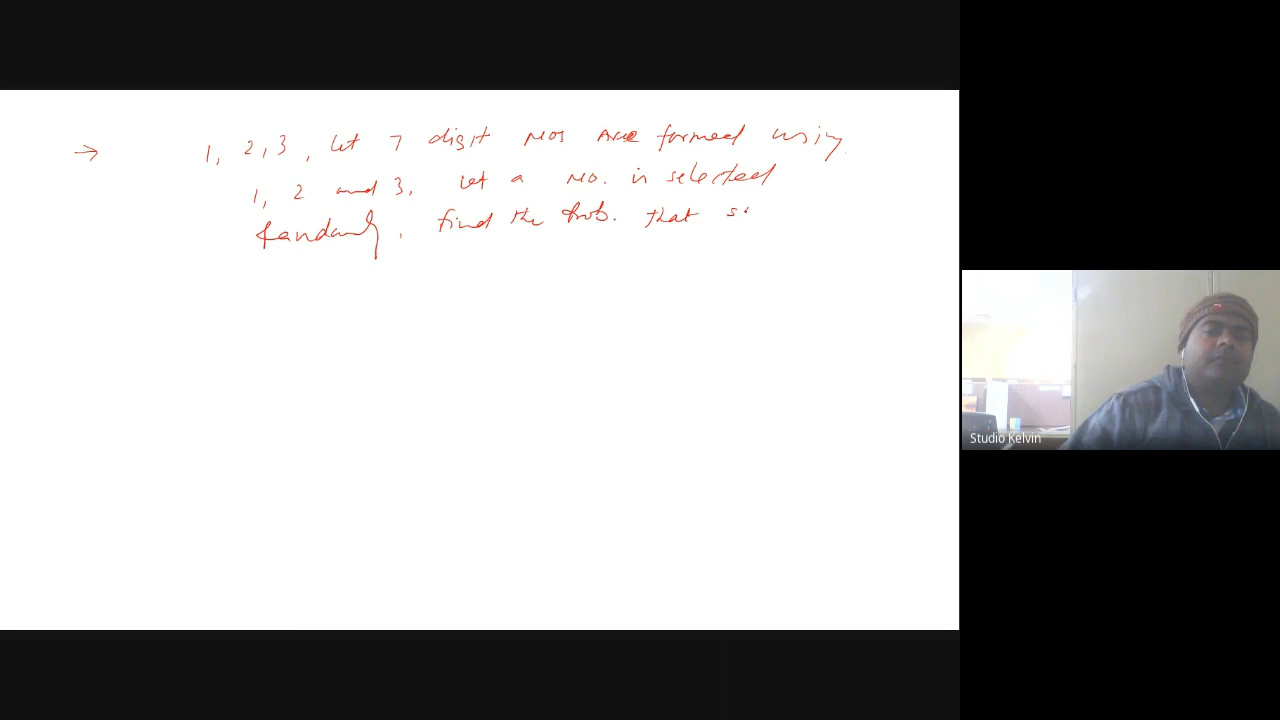 → 1, 2, 3, let 7 digit nos are formed using
1, 2 and 3. let a no. is selected
randomly. find the prob. that
Studio Kelvin